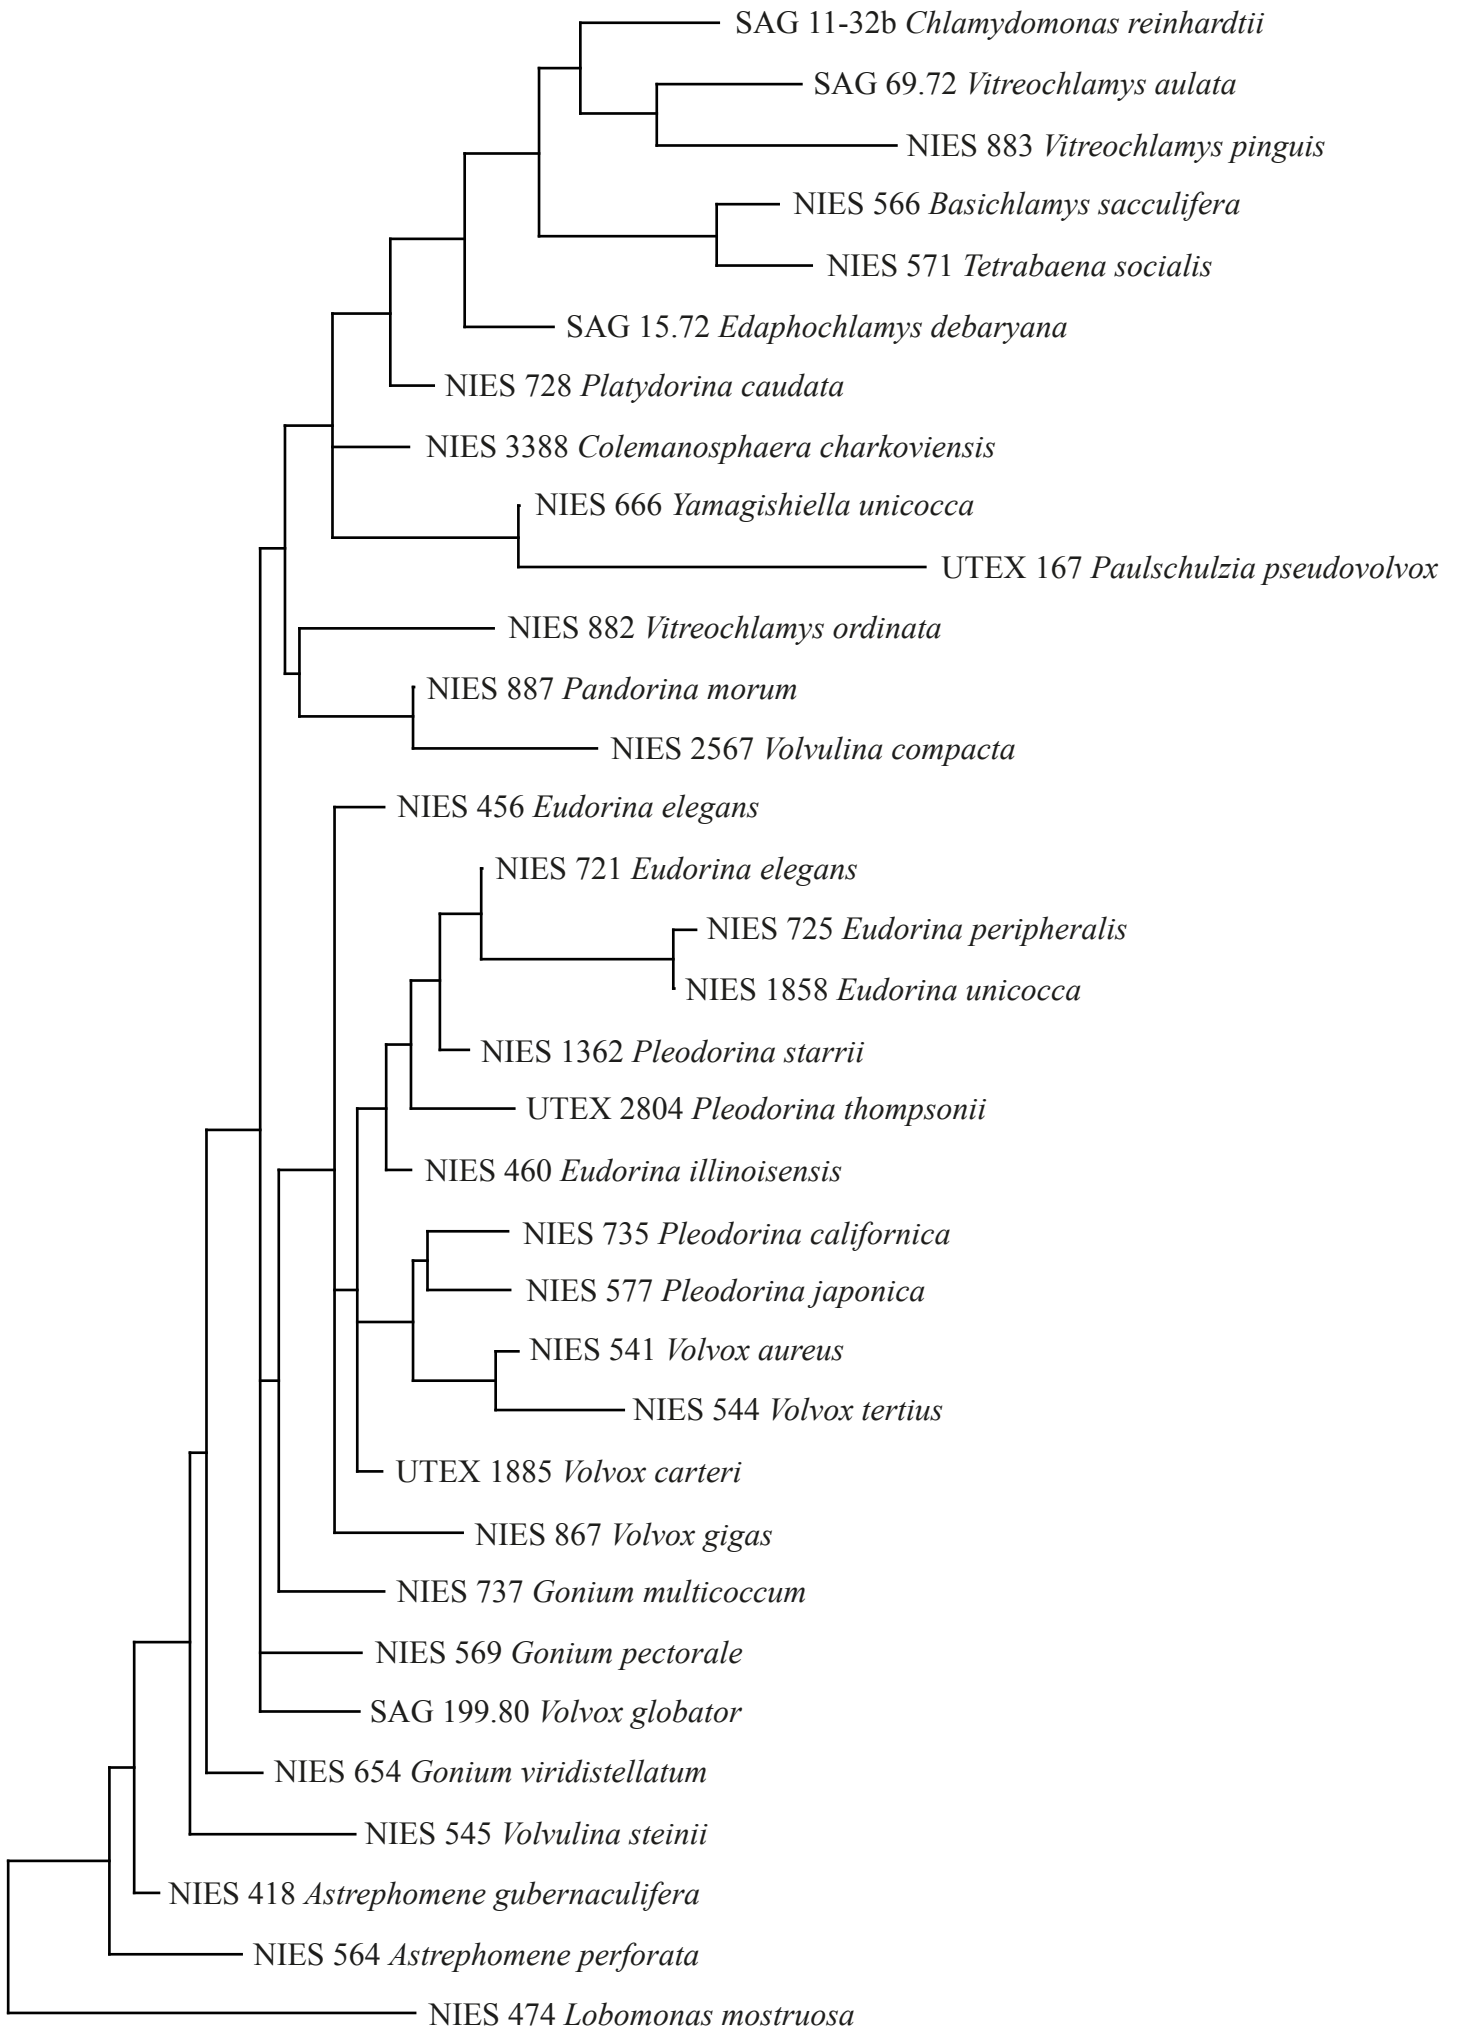 SAG 11-32b Chlamydomonas reinhardtii
SAG 69.72 Vitreochlamys aulata
NIES 883 Vitreochlamys pinguis
NIES 566 Basichlamys sacculifera
NIES 571 Tetrabaena socialis
SAG 15.72 Edaphochlamys debaryana
NIES 728 Platydorina caudata
NIES 3388 Colemanosphaera charkoviensis
NIES 666 Yamagishiella unicocca
UTEX 167 Paulschulzia pseudovolvox
NIES 882 Vitreochlamys ordinata
NIES 887 Pandorina morum
NIES 2567 Volvulina compacta
NIES 456 Eudorina elegans
NIES 721 Eudorina elegans
NIES 725 Eudorina peripheralis
NIES 1858 Eudorina unicocca
NIES 1362 Pleodorina starrii
UTEX 2804 Pleodorina thompsonii
NIES 460 Eudorina illinoisensis
NIES 735 Pleodorina californica
NIES 577 Pleodorina japonica
NIES 541 Volvox aureus
NIES 544 Volvox tertius
UTEX 1885 Volvox carteri
NIES 867 Volvox gigas
NIES 737 Gonium multicoccum
NIES 569 Gonium pectorale
SAG 199.80 Volvox globator
NIES 654 Gonium viridistellatum
NIES 545 Volvulina steinii
NIES 418 Astrephomene gubernaculifera
NIES 564 Astrephomene perforata
NIES 474 Lobomonas mostruosa